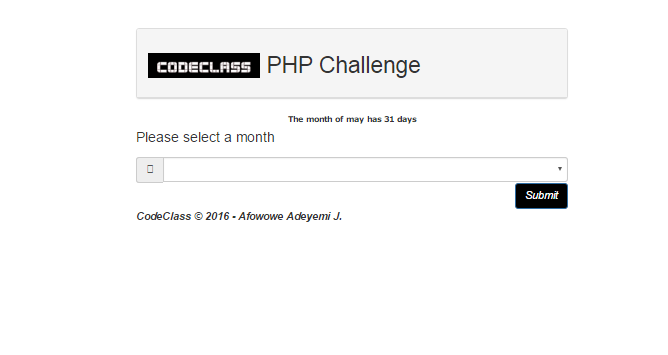 CODECLASS PHP Challenge
The month of may has 31 days
Please select a month
Submit
CodeClass © 2016 - Afowowe Adeyemi J.